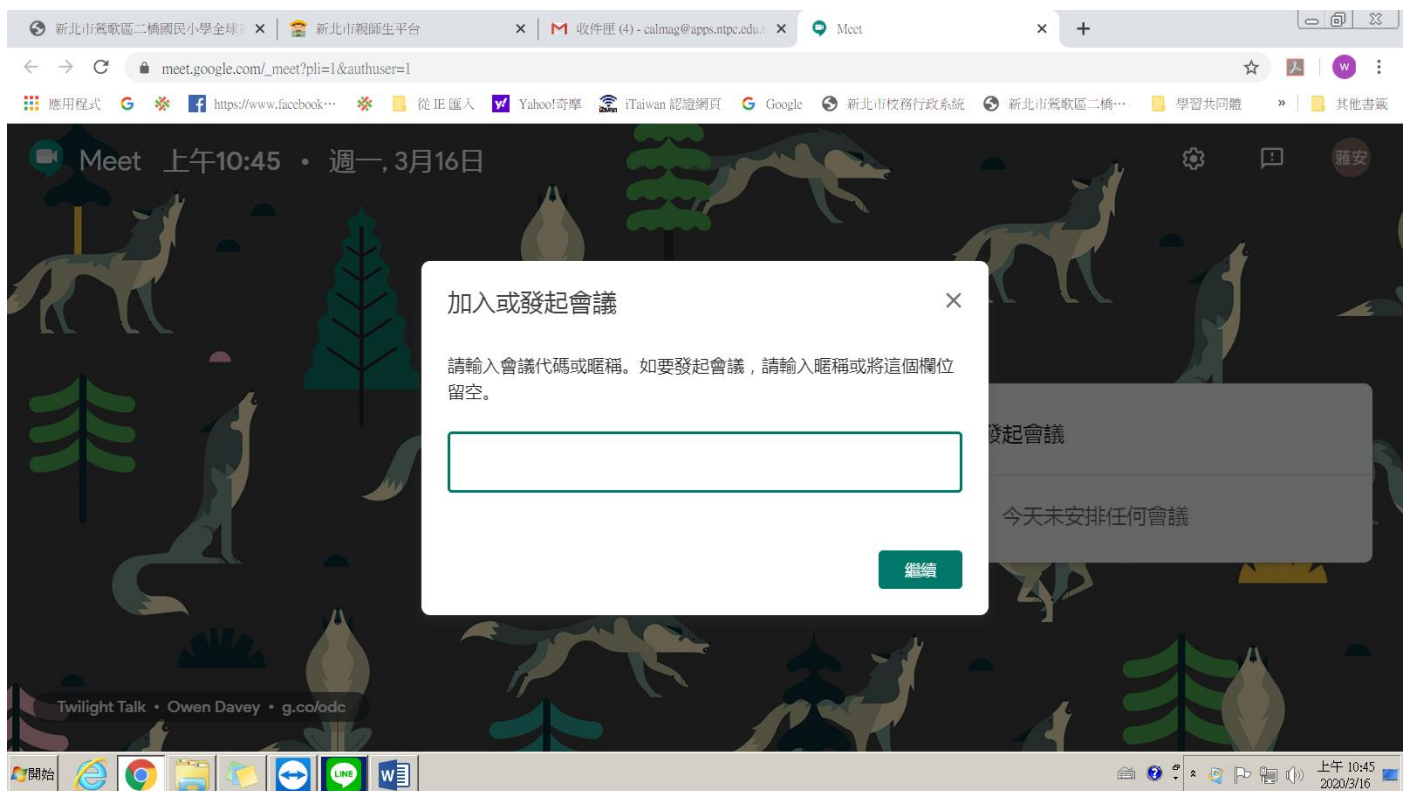 新北市鶯歌區二橋國民小學全球
新北市親師生平台
收件匣 (4) - calmag@apps.ntpc.edu.t
Meet
meet.google.com/_meet?pli=1&authuser=1
W
應用程式
https://www.facebook…
從 IE 匯入
Yahoo!奇摩
iTaiwan 認證網頁
Google
新北市校務行政系統
新北市鶯歌區二橋…
學習共同體
»
其他書籤
Meet 上午10:45 • 週一, 3月16日
雅安
加入或發起會議
請輸入會議代碼或暱稱。如要發起會議，請輸入暱稱或將這個欄位
留空。
發起會議
今天未安排任何會議
繼續
Twilight Talk • Owen Davey • g.co/odc
開始
LINE
W
上午 10:45
2020/3/16